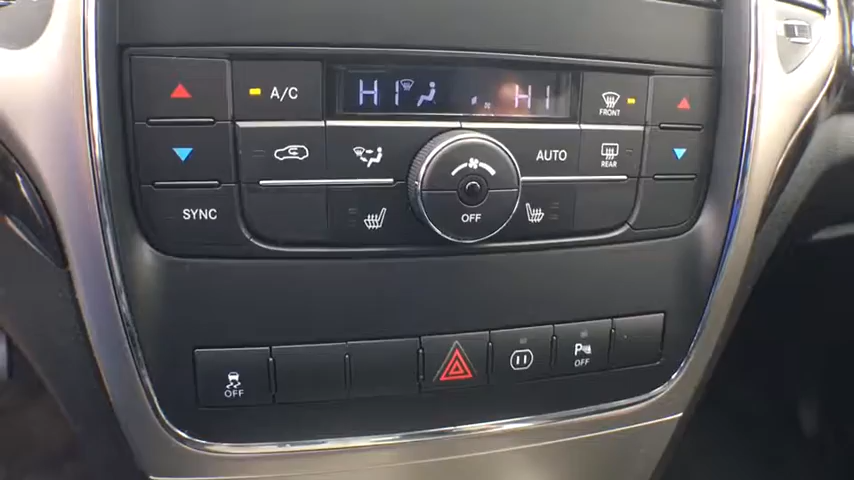 A/C
HI
HI
FRONT
AUTO
REAR
SYNC
OFF
OFF
P
OFF